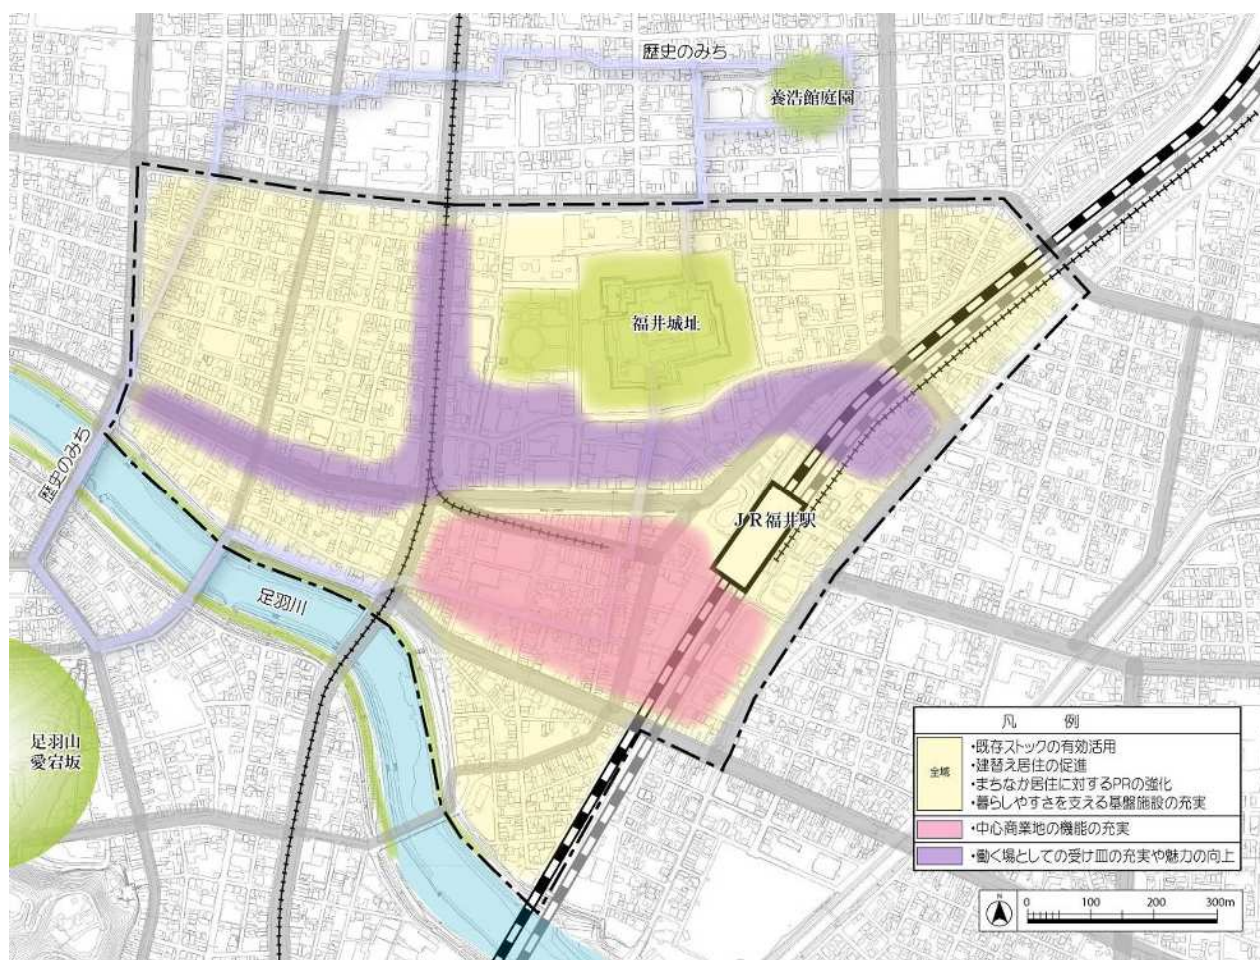 歴史のみち
養浩館庭園
福井城址
歴史のみち
JR福井駅
足羽川
足羽山
愛宕坂
凡 例
全域
・既存ストックの有効活用
・建替え居住の促進
・まちなか居住に対するPRの強化
・暮らしやすさを支える基盤施設の充実
・中心商業地の機能の充実
・働く場としての受け皿の充実や魅力の向上
N
0 100 200 300m